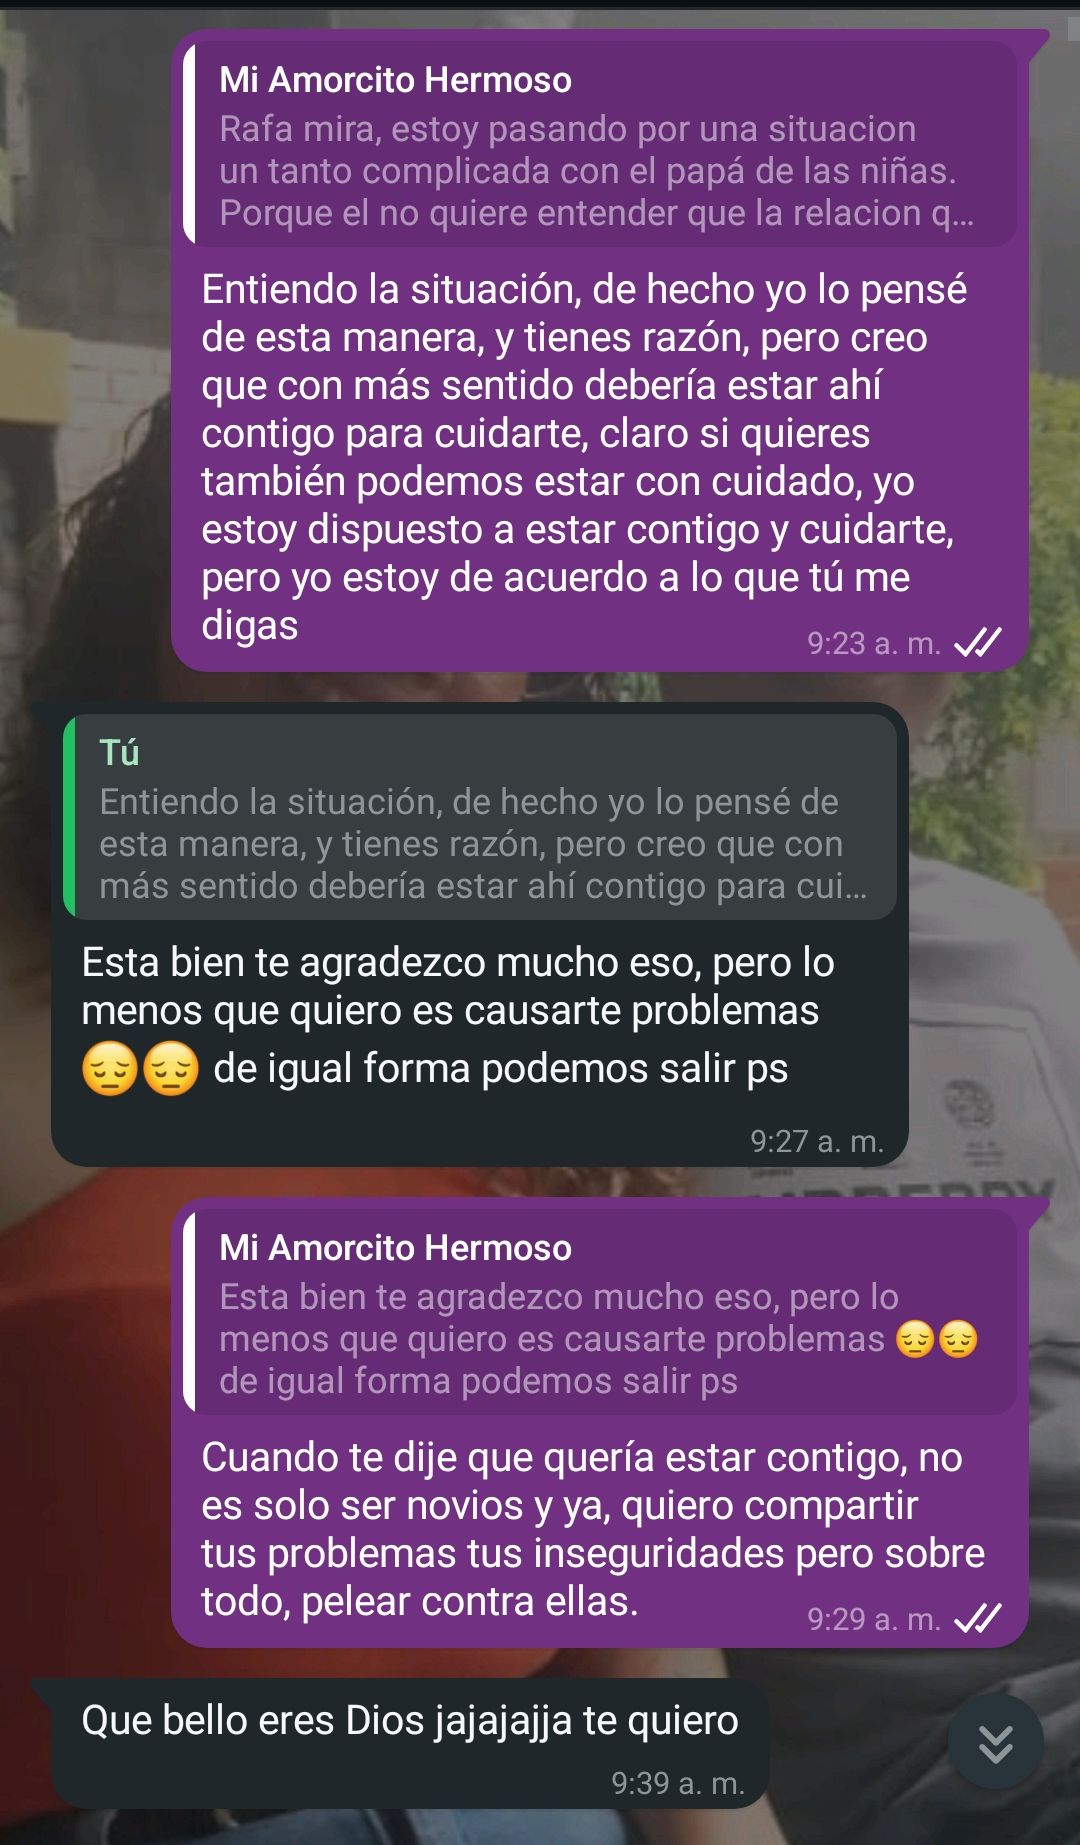 Mi Amorcito Hermoso
Rafa mira, estoy pasando por una situacion
un tanto complicada con el papá de las niñas.
Porque el no quiere entender que la relacion q...
Entiendo la situación, de hecho yo lo pensé
de esta manera, y tienes razón, pero creo
que con más sentido debería estar ahí
contigo para cuidarte, claro si quieres
también podemos estar con cuidado, yo
estoy dispuesto a estar contigo y cuidarte,
pero yo estoy de acuerdo a lo que tú me
digas
9:23 a. m.
Tú
Entiendo la situación, de hecho yo lo pensé de
esta manera, y tienes razón, pero creo que con
más sentido debería estar ahí contigo para cui...
Esta bien te agradezco mucho eso, pero lo
menos que quiero es causarte problemas
😔😔 de igual forma podemos salir ps
9:27 a. m.
Mi Amorcito Hermoso
Esta bien te agradezco mucho eso, pero lo
menos que quiero es causarte problemas 😔😔
de igual forma podemos salir ps
Cuando te dije que quería estar contigo, no
es solo ser novios y ya, quiero compartir
tus problemas tus inseguridades pero sobre
todo, pelear contra ellas.
9:29 a. m.
Que bello eres Dios jajajajja te quiero
9:39 a. m.